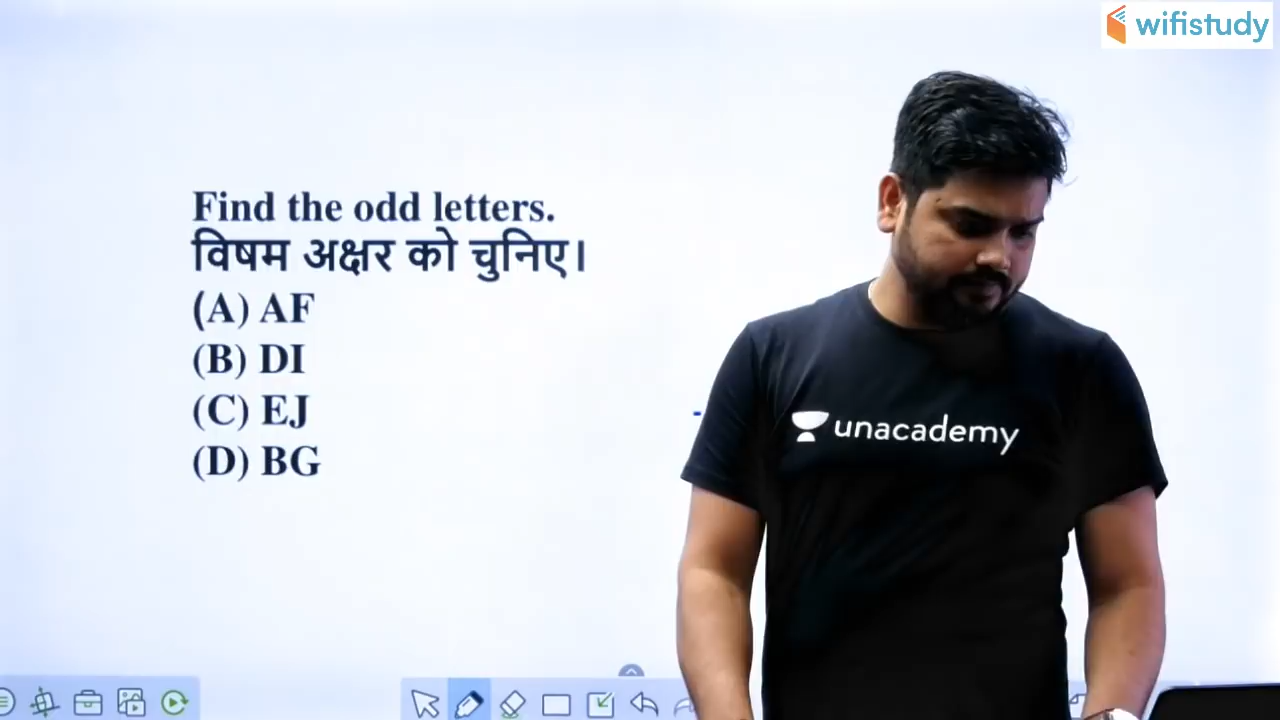 wifistudy
Find the odd letters.
विषम अक्षर को चुनिए।
(A) AF
(B) DI
(C) EJ
(D) BG
unacademy